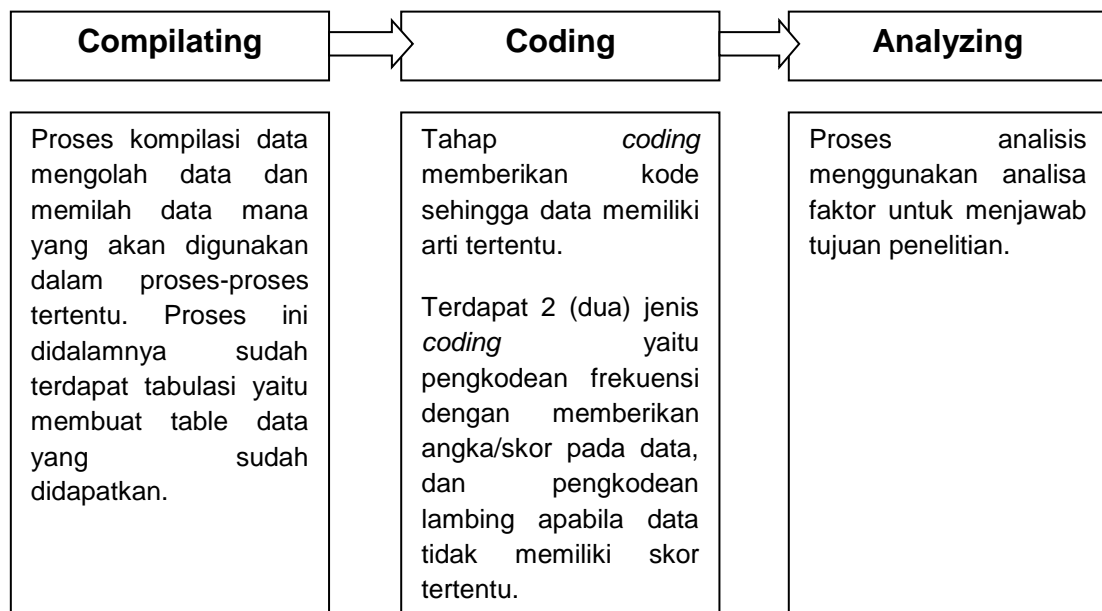 Compilating
Coding
Analyzing
Proses kompilasi data
mengolah data dan
memilah data mana
yang akan digunakan
dalam proses-proses
tertentu. Proses ini
didalamnya sudah
terdapat tabulasi yaitu
membuat table data
yang sudah
didapatkan.
Tahap coding
memberikan kode
sehingga data memiliki
arti tertentu.
Terdapat 2 (dua) jenis
coding yaitu
pengkodean frekuensi
dengan memberikan
angka/skor pada data,
dan pengkodean
lambing apabila data
tidak memiliki skor
tertentu.
Proses analisis
menggunakan analisa
faktor untuk menjawab
tujuan penelitian.